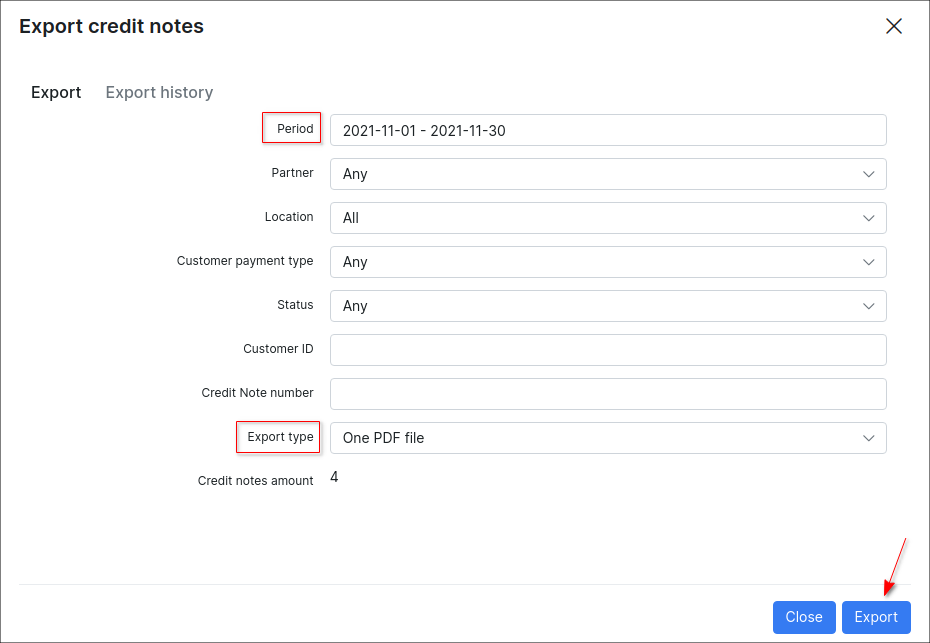 Export credit notes
Export Export history
Period 2021-11-01 - 2021-11-30
Partner Any
Location All
Customer payment type Any
Status Any
Customer ID
Credit Note number
Export type One PDF file
Credit notes amount 4
Close Export